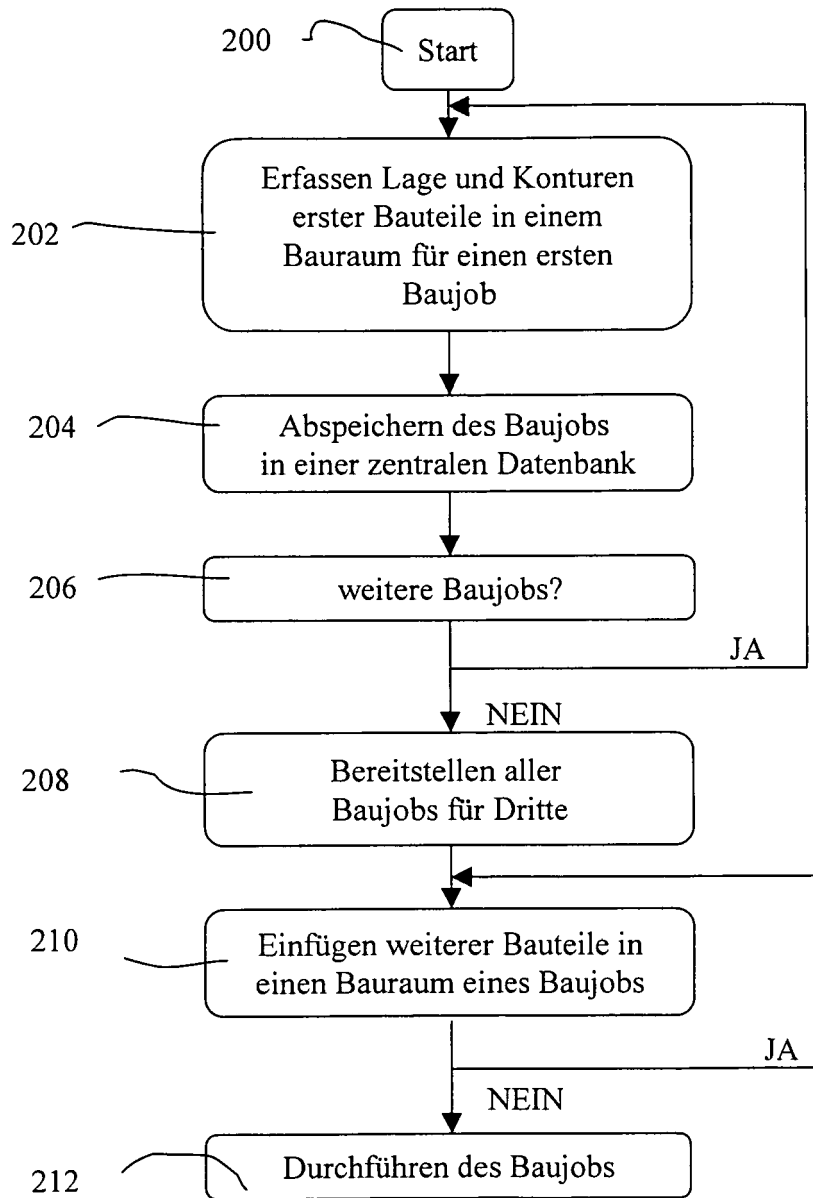 200
Start
Erfassen Lage und Konturen
erster Bauteile in einem
Bauraum für einen ersten
Baujob
202
204
Abspeichern des Baujobs
in einer zentralen Datenbank
206
weitere Baujobs?
JA
NEIN
208
Bereitstellen aller
Baujobs für Dritte
210
Einfügen weiterer Bauteile in
einen Bauraum eines Baujobs
JA
NEIN
212
Durchführen des Baujobs